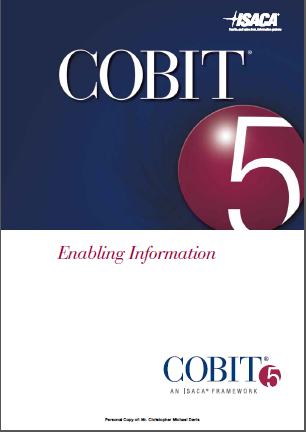 ISACA®
Trust in, and value from, information systems
COBIT®
5
Enabling Information
COBIT® 5
AN ISACA® FRAMEWORK
Personal Copy of: Mr. Christopher Michael Davis